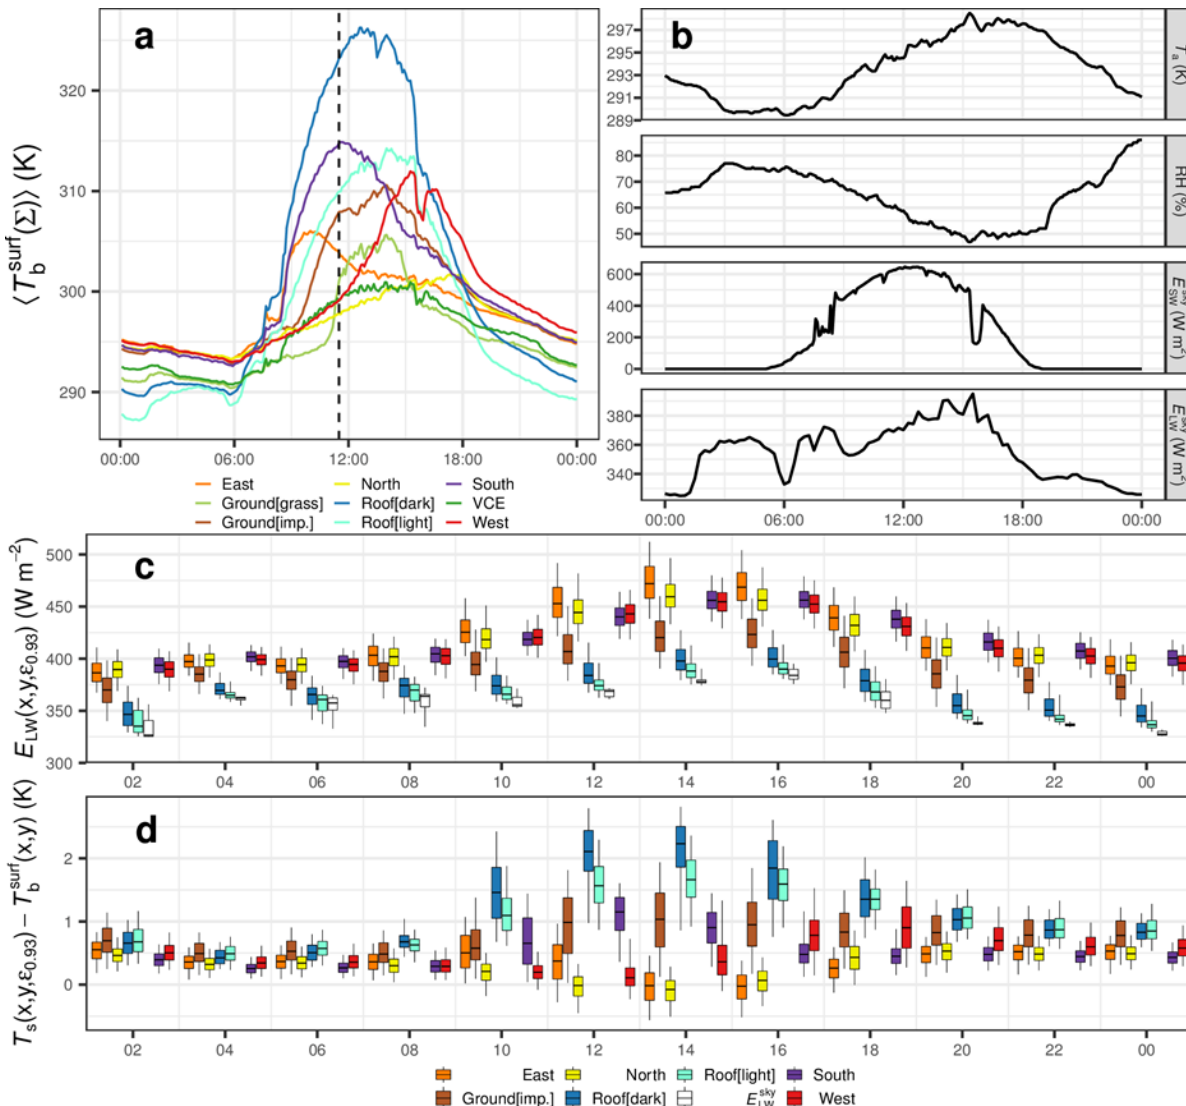 a
⟨T_b^surf(Σ)⟩ (K)
320
310
300
290
00:00 06:00 12:00 18:00 00:00
East North South
Ground[grass] Roof[dark] VCE
Ground[imp.] Roof[light] West
b
297
295
293
291
289
T_a (K)
80
70
60
50
RH (%)
600
400
200
0
E_SW^sky (W m²)
380
360
340
E_LW^sky (W m²)
00:00 06:00 12:00 18:00 00:00
c
E_LW(x,y,ε_0.93) (W m⁻²)
500
450
400
350
300
02 04 06 08 10 12 14 16 18 20 22 00
d
T_s(x,y,ε_0.93) − T_b^surf(x,y) (K)
2
1
0
02 04 06 08 10 12 14 16 18 20 22 00
East North Roof[light] South
Ground[imp.] Roof[dark] E_LW^sky West